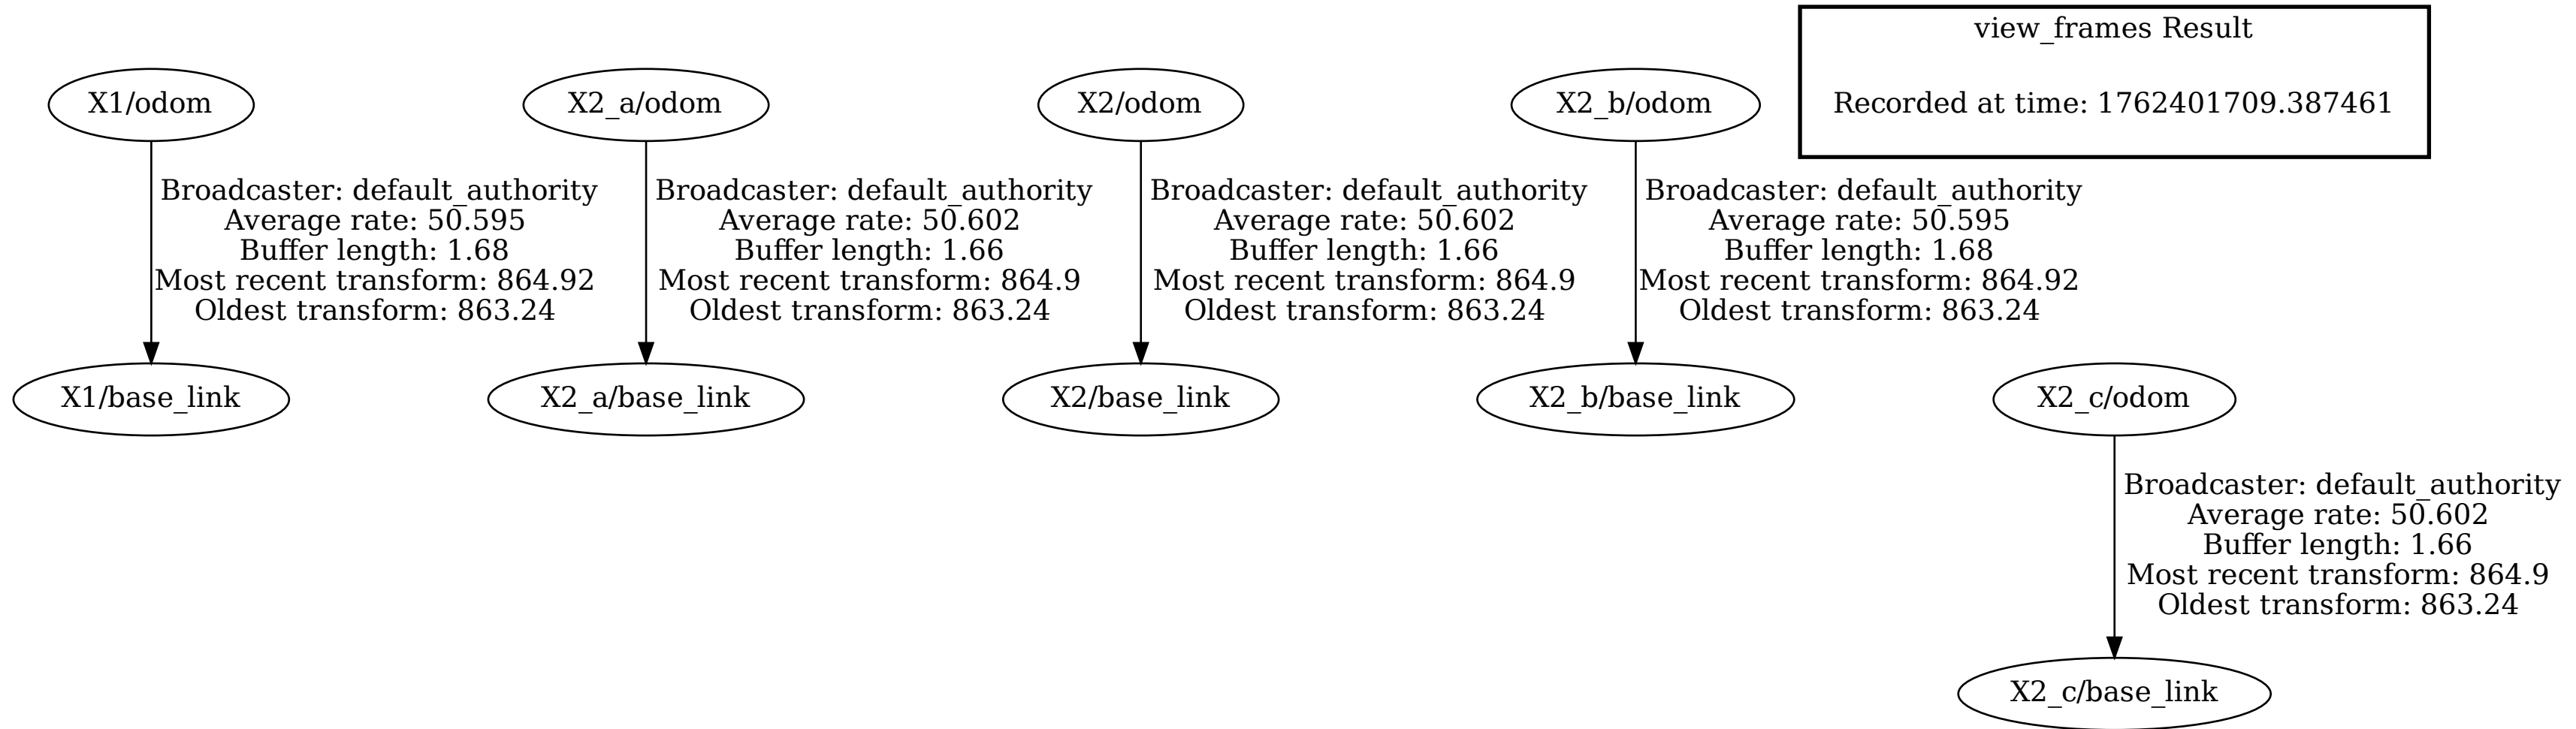 view_frames Result
Recorded at time: 1762401709.387461
X1/odom
X2_a/odom
X2/odom
X2_b/odom
Broadcaster: default_authority
Average rate: 50.595
Buffer length: 1.68
Most recent transform: 864.92
Oldest transform: 863.24
Broadcaster: default_authority
Average rate: 50.602
Buffer length: 1.66
Most recent transform: 864.9
Oldest transform: 863.24
Broadcaster: default_authority
Average rate: 50.602
Buffer length: 1.66
Most recent transform: 864.9
Oldest transform: 863.24
Broadcaster: default_authority
Average rate: 50.595
Buffer length: 1.68
Most recent transform: 864.92
Oldest transform: 863.24
X1/base_link
X2_a/base_link
X2/base_link
X2_b/base_link
X2_c/odom
Broadcaster: default_authority
Average rate: 50.602
Buffer length: 1.66
Most recent transform: 864.9
Oldest transform: 863.24
X2_c/base_link